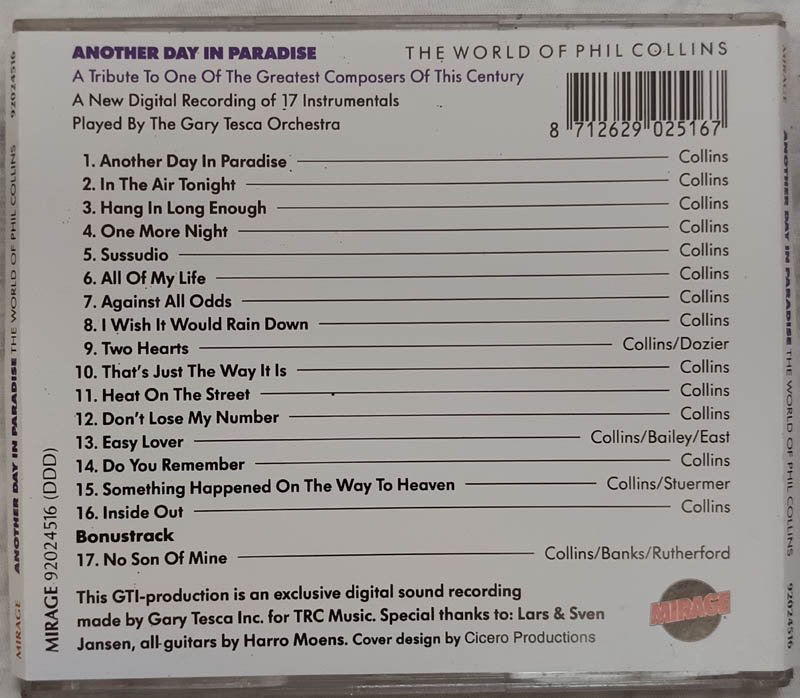 ANOTHER DAY IN PARADISE THE WORLD OF PHIL COLLINS
A Tribute To One Of The Greatest Composers Of This Century
A New Digital Recording of 17 Instrumentals
Played By The Gary Tesca Orchestra
8 712629 025167
1. Another Day In Paradise Collins
2. In The Air Tonight Collins
3. Hang In Long Enough Collins
4. One More Night Collins
5. Sussudio Collins
6. All Of My Life Collins
7. Against All Odds Collins
8. I Wish It Would Rain Down Collins
9. Two Hearts Collins/Dozier
10. That's Just The Way It Is Collins
11. Heat On The Street Collins
12. Don't Lose My Number Collins
13. Easy Lover Collins/Bailey/East
14. Do You Remember Collins
15. Something Happened On The Way To Heaven Collins/Stuermer
16. Inside Out Collins
Bonustrack
17. No Son Of Mine Collins/Banks/Rutherford
This GTI-production is an exclusive digital sound recording
made by Gary Tesca Inc. for TRC Music. Special thanks to: Lars & Sven
Jansen, all guitars by Harro Moens. Cover design by Cicero Productions
MIRAGE
MIRAGE 92024516 (DDD)
MIRAGE ANOTHER DAY IN PARADISE THE WORLD OF PHIL COLLINS 92024516
MIRAGE ANOTHER DAY IN PARADISE THE WORLD OF PHIL COLLINS 92024516